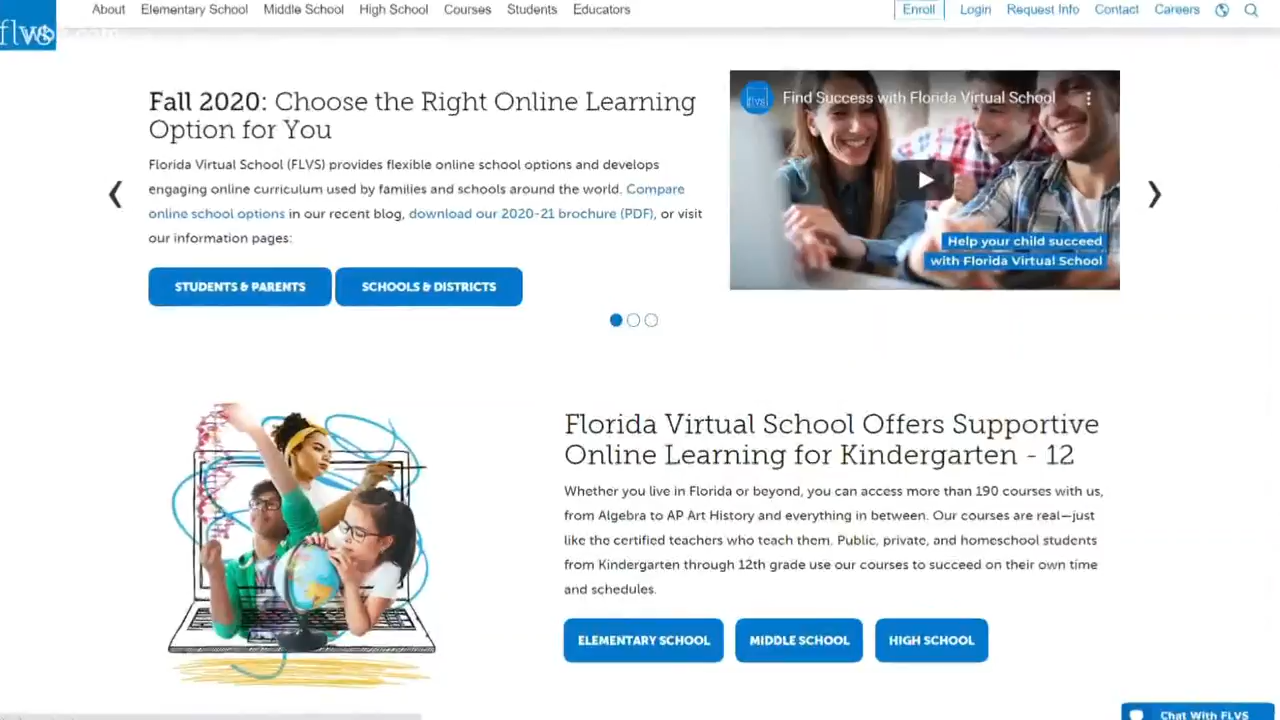 About Elementary School Middle School High School Courses Students Educators Enroll Login Request Info Contact Careers
flvs
Fall 2020: Choose the Right Online Learning
Option for You
Florida Virtual School (FLVS) provides flexible online school options and develops
engaging online curriculum used by families and schools around the world. Compare
online school options in our recent blog, download our 2020-21 brochure (PDF), or visit
our information pages:
STUDENTS & PARENTS SCHOOLS & DISTRICTS
flvs Find Success with Florida Virtual School
Help your child succeed
with Florida Virtual School
Florida Virtual School Offers Supportive
Online Learning for Kindergarten - 12
Whether you live in Florida or beyond, you can access more than 190 courses with us,
from Algebra to AP Art History and everything in between. Our courses are real—just
like the certified teachers who teach them. Public, private, and homeschool students
from Kindergarten through 12th grade use our courses to succeed on their own time
and schedules.
ELEMENTARY SCHOOL MIDDLE SCHOOL HIGH SCHOOL
Chat With FLVS